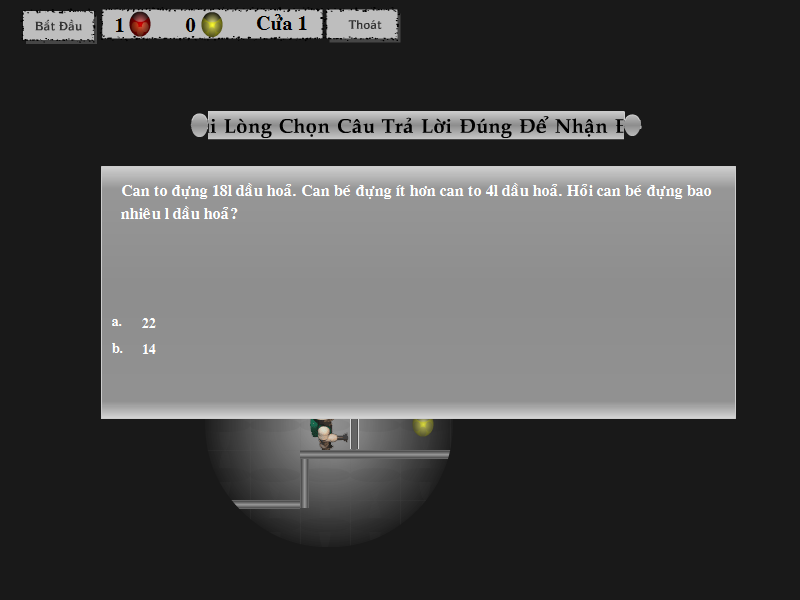 Bắt Đầu 1 0 Cửa 1 Thoát
i Lòng Chọn Câu Trả Lời Đúng Để Nhận
Can to đựng 18l dầu hoả. Can bé đựng ít hơn can to 4l dầu hoả. Hỏi can bé đựng bao
nhiêu l dầu hoả?
a. 22
b. 14